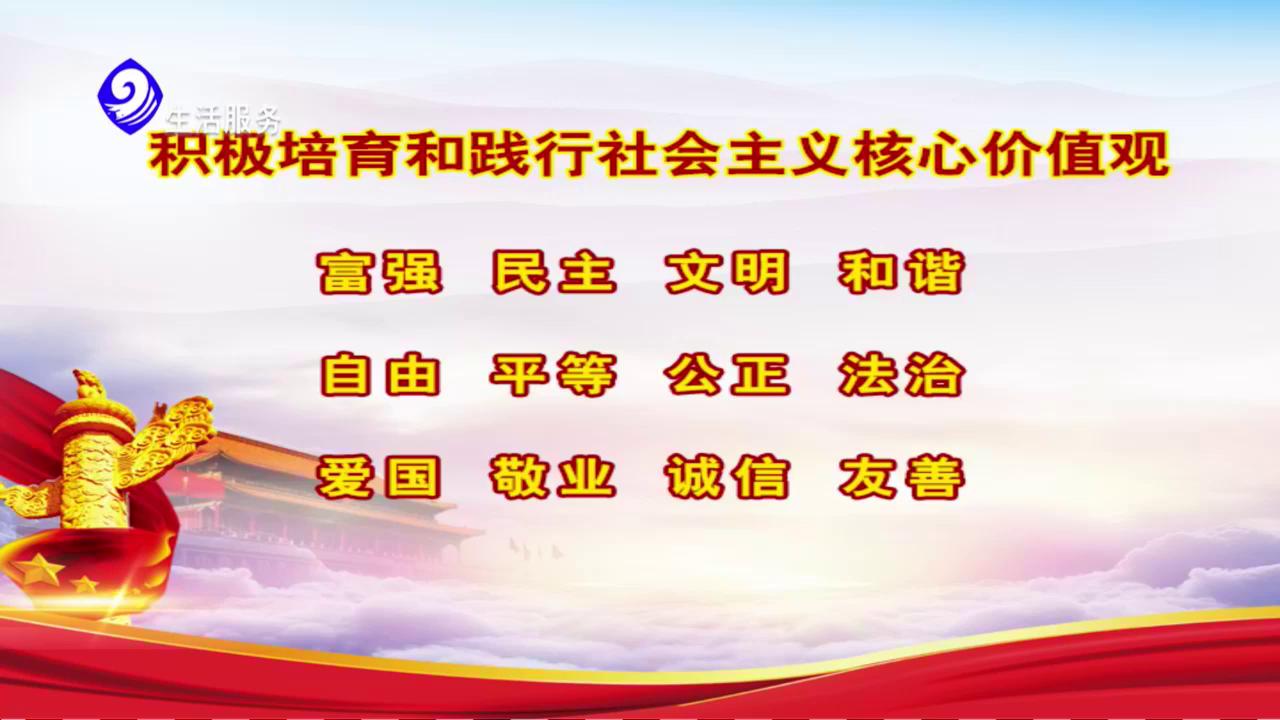 生活服务
积极培育和践行社会主义核心价值观
富强 民主 文明 和谐
自由 平等 公正 法治
爱国 敬业 诚信 友善